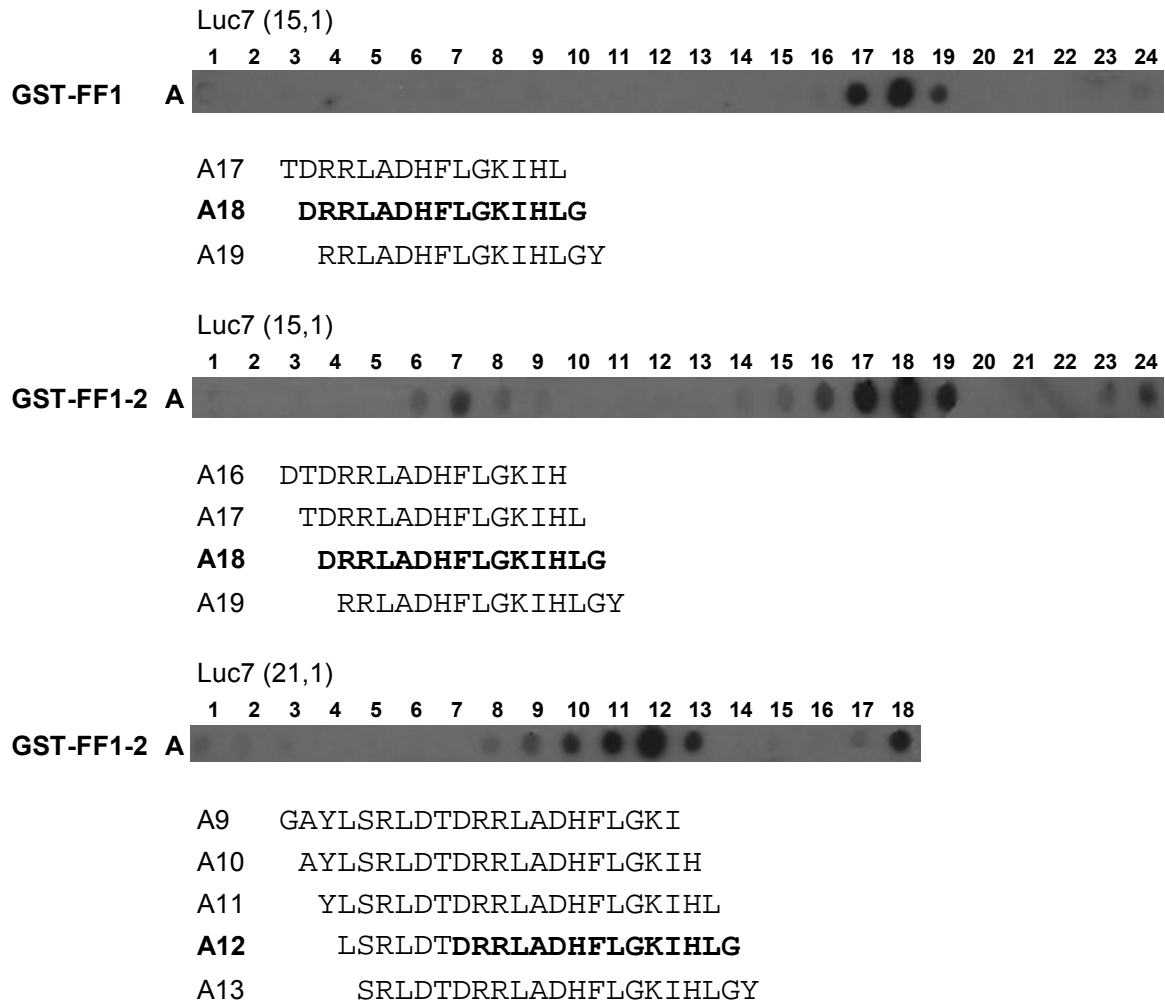 Luc7 (15,1)
1 2 3 4 5 6 7 8 9 10 11 12 13 14 15 16 17 18 19 20 21 22 23 24
GST-FF1 A
A17 TDRRLADHFLGKIHL
A18 DRRLADHFLGKIHLG
A19 RRLADHFLGKIHLGY
Luc7 (15,1)
1 2 3 4 5 6 7 8 9 10 11 12 13 14 15 16 17 18 19 20 21 22 23 24
GST-FF1-2 A
A16 DTDRRLADHFLGKIH
A17 TDRRLADHFLGKIHL
A18 DRRLADHFLGKIHLG
A19 RRLADHFLGKIHLGY
Luc7 (21,1)
1 2 3 4 5 6 7 8 9 10 11 12 13 14 15 16 17 18
GST-FF1-2 A
A9 GAYLSRLDTDRRLADHFLGKI
A10 AYLSRLDTDRRLADHFLGKIH
A11 YLSRLDTDRRLADHFLGKIHL
A12 LSRLDTDRRLADHFLGKIHLG
A13 SRLDTDRRLADHFLGKIHLGY